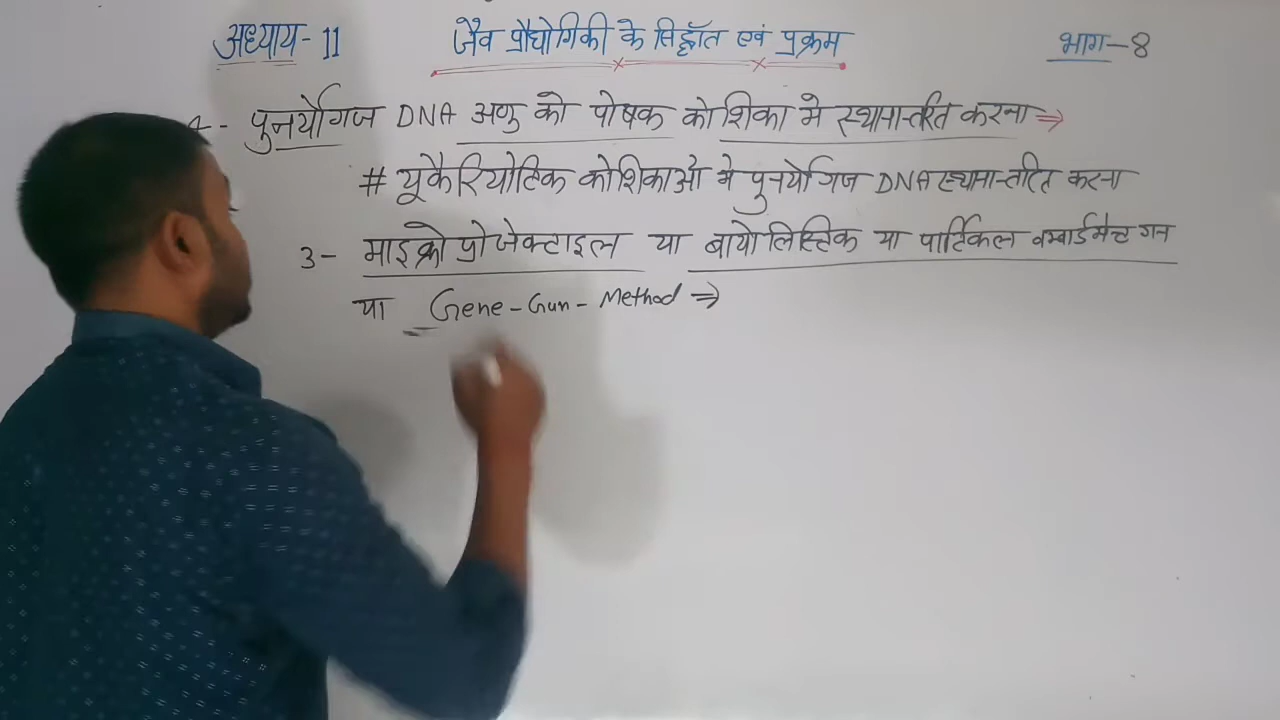 अध्याय-11 जैव प्रौद्योगिकी के सिद्धाँत एवं प्रक्रम भाग-8
4- पुनर्योगज DNA अणु को पोषक कोशिका मे स्थानान्तरित करना ⇒
# यूकैरियोटिक कोशिकाओ मे पुनर्योगिज DNA स्थानान्तरित करना
3- माइक्रोप्रोजेक्टाइल या बायोलिस्टिक या पार्टिकल बम्बार्डमेन्ट गन
या Gene-Gun-Method ⇒